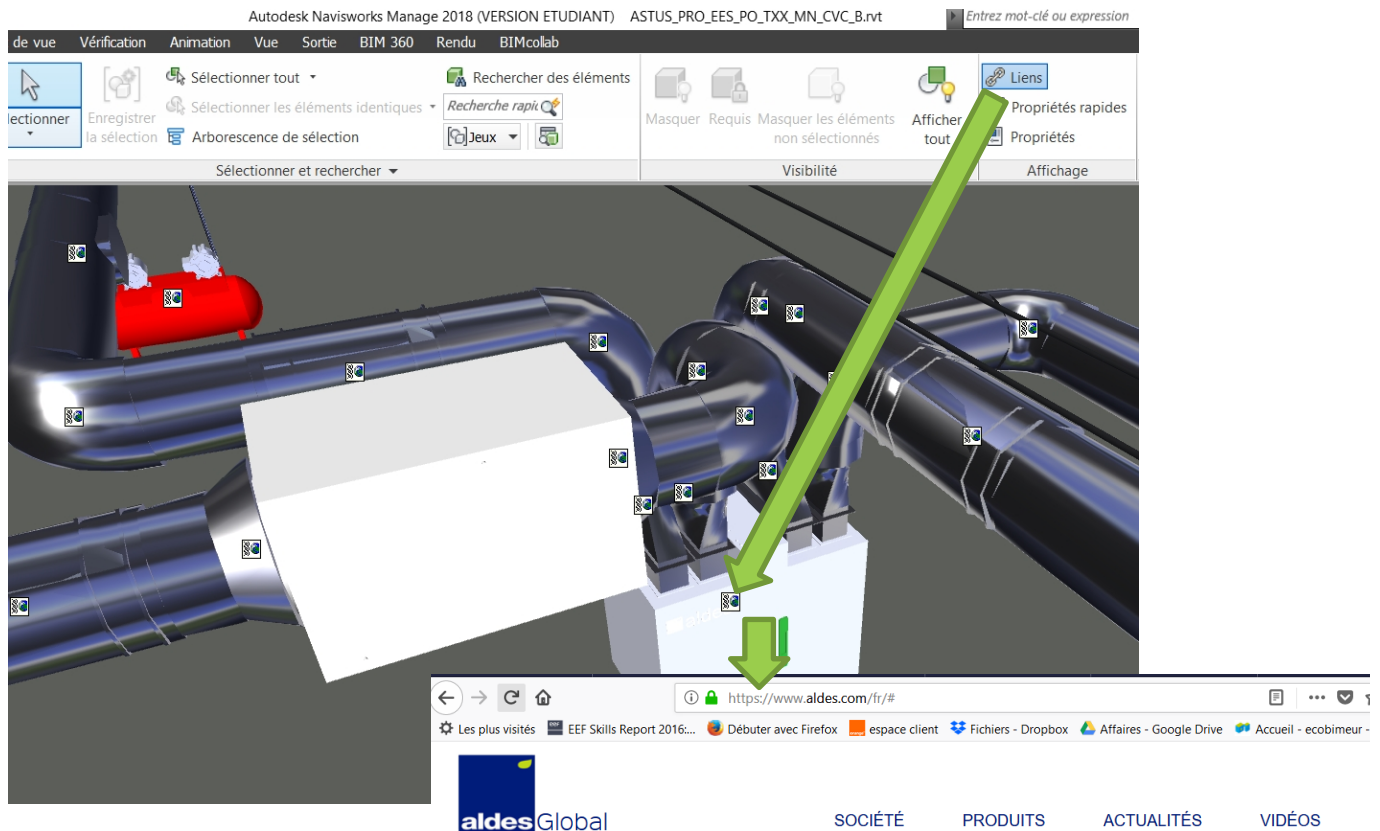 Autodesk Navisworks Manage 2018 (VERSION ETUDIANT) ASTUS_PRO_EES_PO_TXX_MN_CVC_B.rvt Entrez mot-clé ou expression
de vue Vérification Animation Vue Sortie BIM 360 Rendu BIMcollab
Sélectionner tout
Rechercher des éléments
Liens
lectionner
Enregistrer la sélection
Sélectionner les éléments identiques
Recherche rapi
Masquer Requis Masquer les éléments non sélectionnés
Afficher tout
Propriétés rapides
Arborescence de sélection
Jeux
Propriétés
Sélectionner et rechercher Visibilité Affichage
https://www.aldes.com/fr/#
Les plus visités EEF Skills Report 2016:... Débuter avec Firefox espace client Fichiers - Dropbox Affaires - Google Drive Accueil - ecobimeur -
aldes Global SOCIÉTÉ PRODUITS ACTUALITÉS VIDÉOS